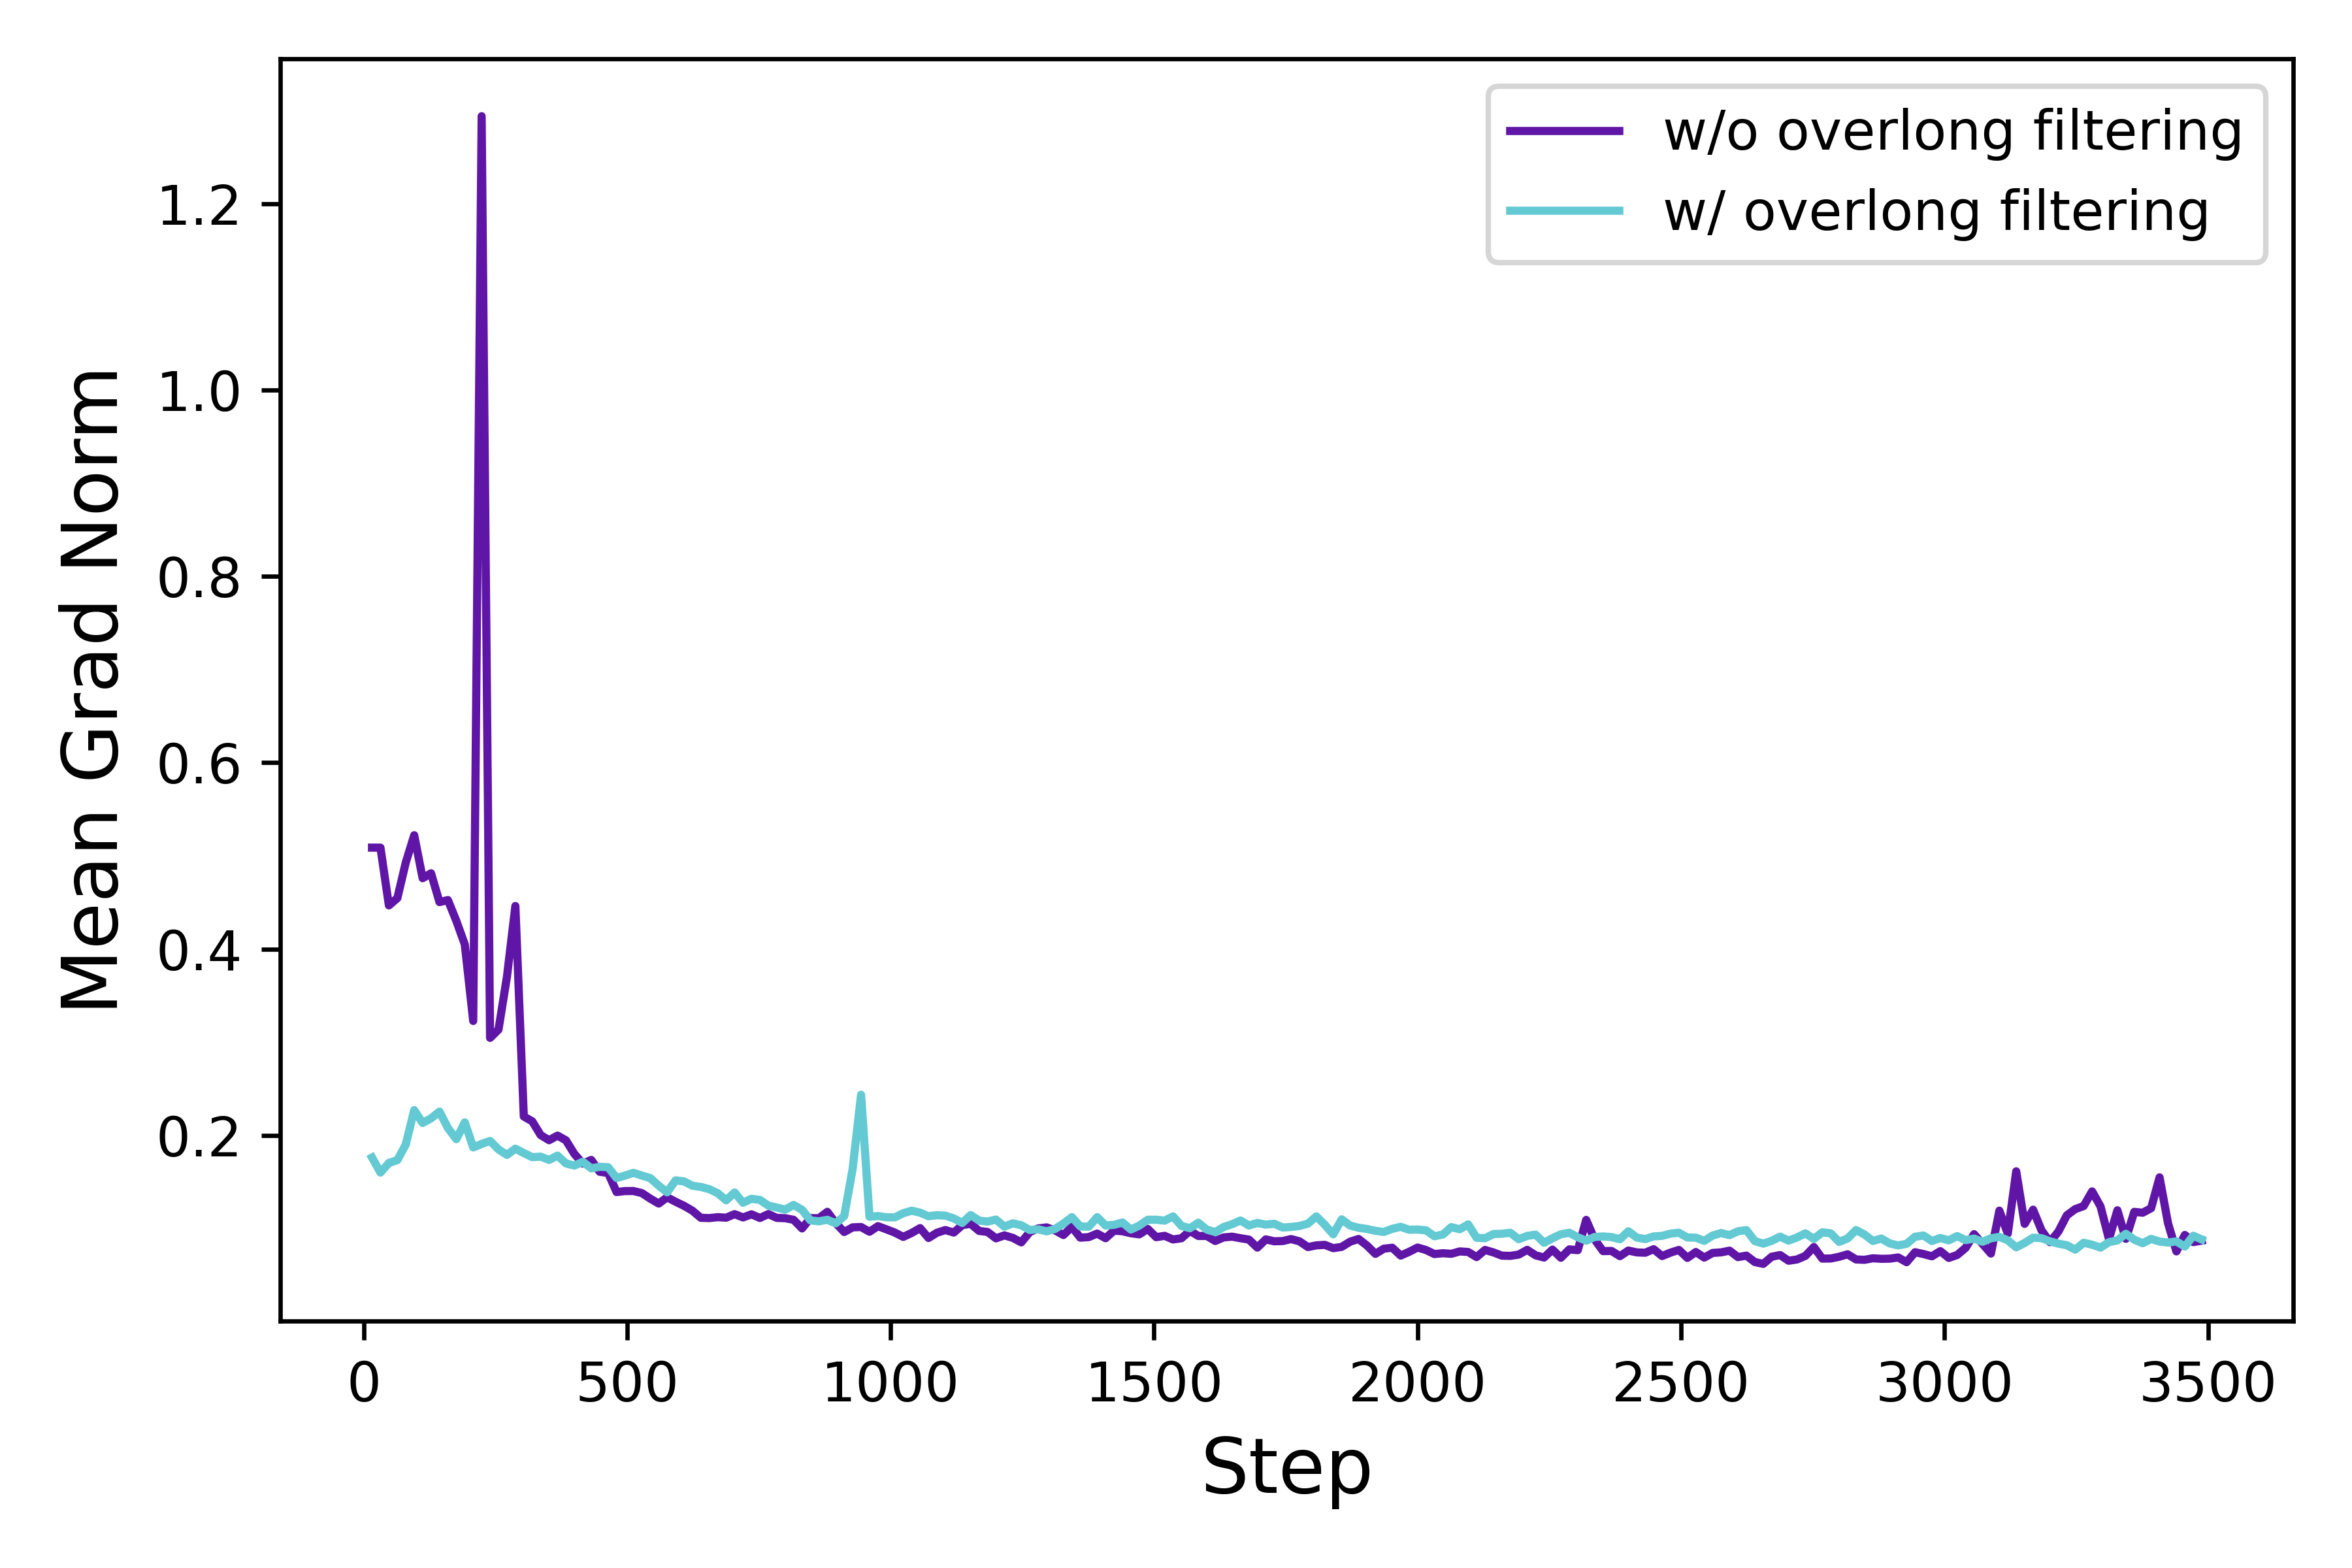 w/o overlong filtering
w/ overlong filtering
Mean Grad Norm
1.2
1.0
0.8
0.6
0.4
0.2
0 500 1000 1500 2000 2500 3000 3500
Step